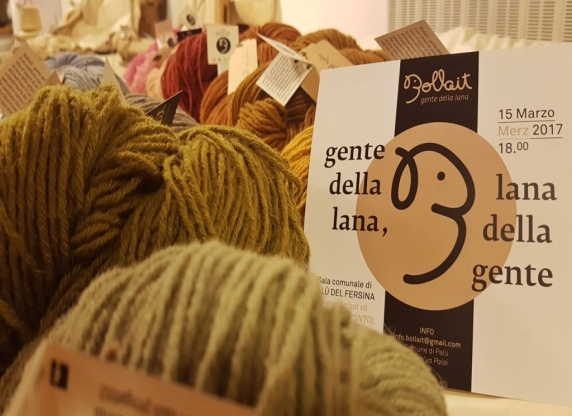 Bollait
gente della lana
15 Marzo
Merz 2017
18.00
gente
della
lana,
lana
della
gente
comunale di
DEL FERSINA
INFO
info.bollait@gmail.com
di Palù